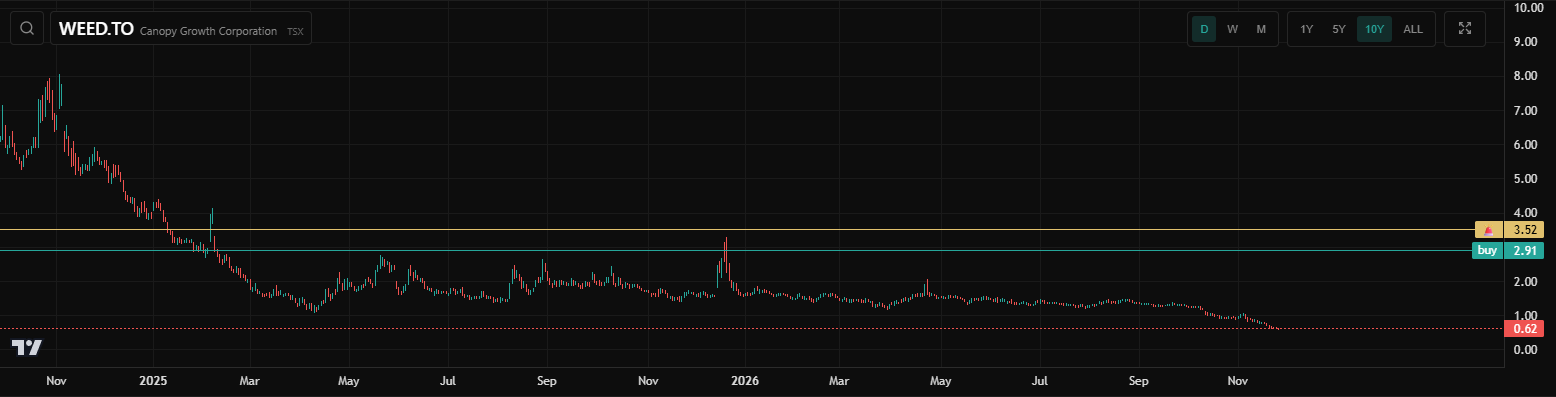 WEED.TO Canopy Growth Corporation TSX
D W M
1Y 5Y 10Y ALL
10.00
9.00
8.00
7.00
6.00
5.00
4.00
3.52
buy 2.91
2.00
1.00
0.62
0.00
Nov 2025 Mar May Jul Sep Nov 2026 Mar May Jul Sep Nov